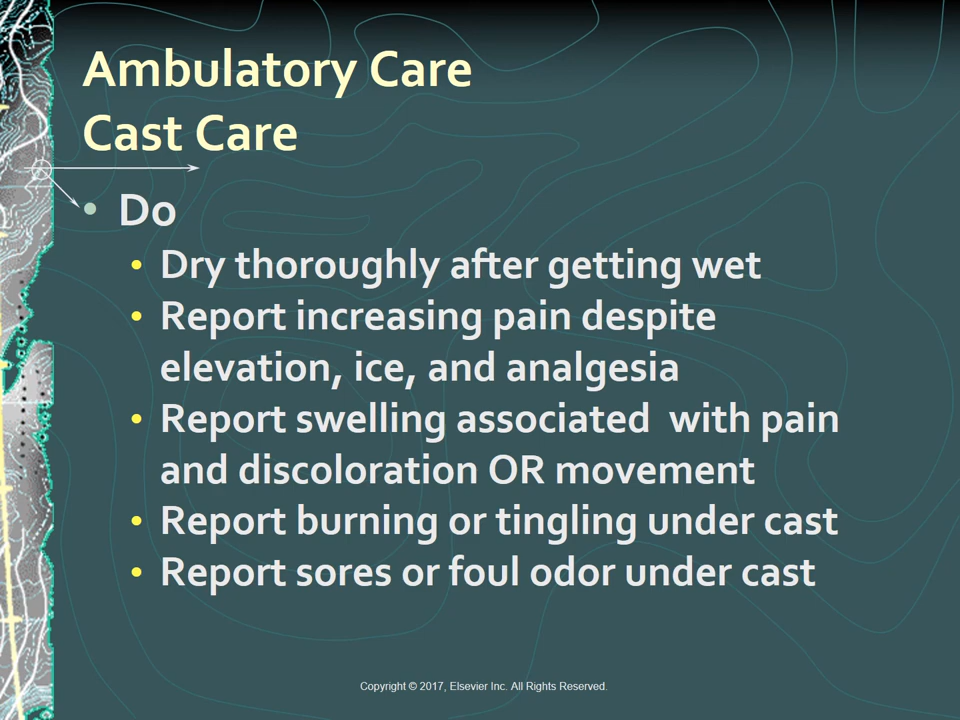 Ambulatory Care
Cast Care
• Do
• Dry thoroughly after getting wet
• Report increasing pain despite
elevation, ice, and analgesia
• Report swelling associated  with pain
and discoloration OR movement
• Report burning or tingling under cast
• Report sores or foul odor under cast
Copyright © 2017, Elsevier Inc. All Rights Reserved.